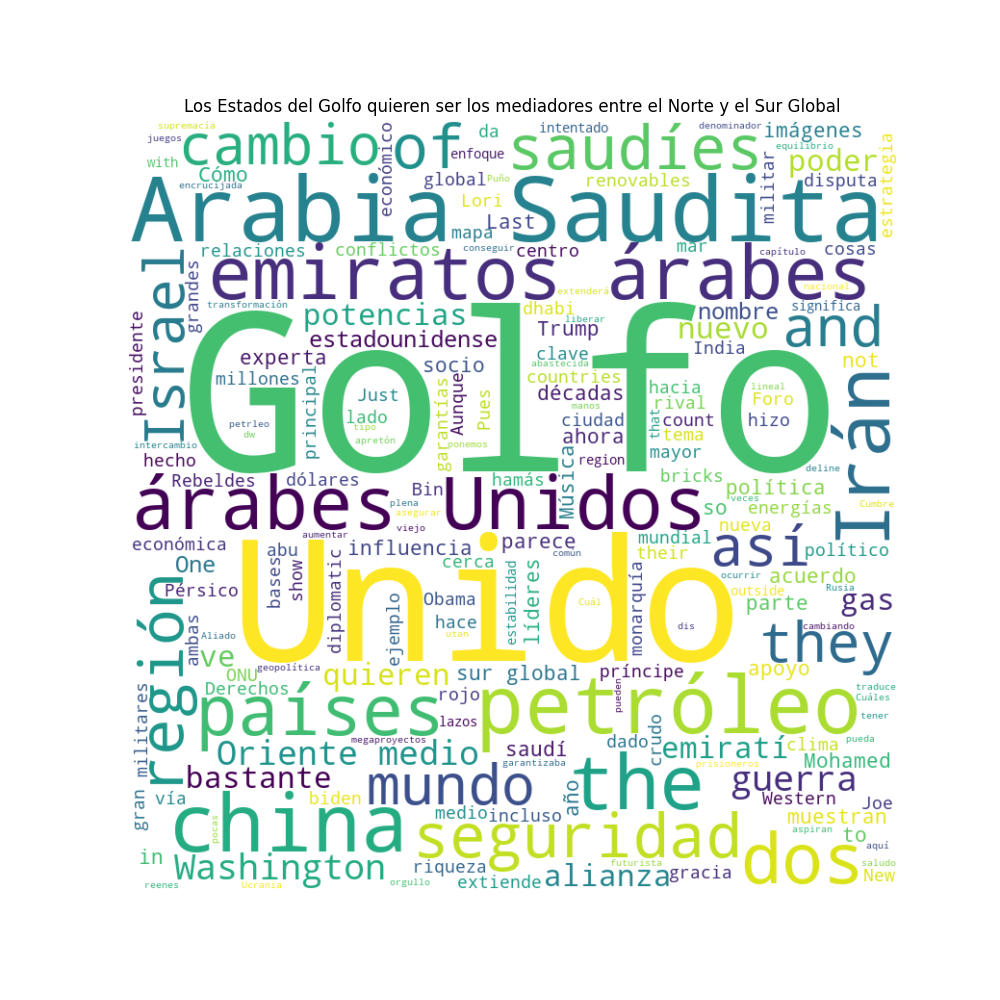 Los Estados del Golfo quieren ser los mediadores entre el Norte y el Sur Global
supremacía
juegos
with
Cómo
encrucijada
cambio
económico
of
enfoque
da
global
Puño
Lori
Last
mapa
intentado
saudíes
renovables
denominador
imágenes
equilibrio
poder
militar
disputa
estrategia
Arabia Saudita
relaciones
conflictos
conseguir
centro
mar
capítulo
cosas
Israel
grandes
emiratos árabes
transformación
extenderá
nacional
dhabi
liberar
nombre
significa
potencias
estadounidense
Trump
nuevo
and
presidente
experta
socio
clave
India
not
Golfo
abastecida
millones
principal
Just
Aunque
Pues
countries
décadas
hacia
lineal
Foro
petrleo
dw
lado
tipo
apretón
garantías
manos
ciudad
rival
that
count
hizo
Irán
intercambio
ponemos
ahora
tema
hecho
region
mayor
deline
Rebeldes
dólares
Bin
hamás
Música
bricks
política
árabes Unidos
plena
asegurar
viejo
so
veces
energías
Cumbre
económica
aumentar
nueva
One
abu
bases
show
influencia
parece
común
mundial
así
político
Pérsico
diplomatic
cerca
their
ocurrir
acuerdo
Rusia
región
Unido
ejemplo
Obama
estabilidad
líderes
Cuál
monarquía
outside
parte
gas
ambas
Aliado
hace
utan
dis
cambiando
they
ve
geopolítica
ONU
Derechos
quieren
sur global
príncipe
pueden
apoyo
traduce
Cuáles
países
rojo
lazos
petróleo
tener
megaproyectos
garantizaba
saudí
dado
crudo
emiratí
clima
pueda
militares
Oriente medio
prisioneros
Mohamed
bastante
mundo
the
guerra
gran
vía
biden
año
Western
Joe
china
pocas
medio
incluso
muestran
seguridad
to
aspiran
dos
aquí
in
Washington
riqueza
futurista
saludo
reenes
Ucrania
orgullo
extiende
alianza
gracia
New